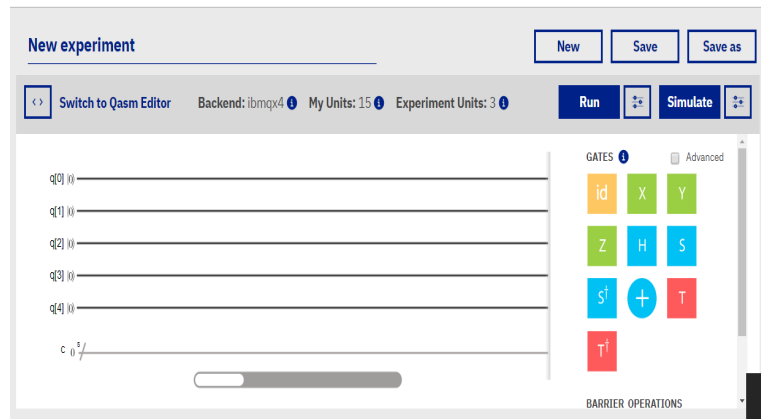 New experiment
New Save Save as
<> Switch to Qasm Editor Backend: ibmqx4 i My Units: 15 i Experiment Units: 3 i Run Simulate
GATES i Advanced
q[0] |0⟩
q[1] |0⟩
q[2] |0⟩
q[3] |0⟩
q[4] |0⟩
c 0 5
id X Y
Z H S
S† + T
T†
BARRIER OPERATIONS